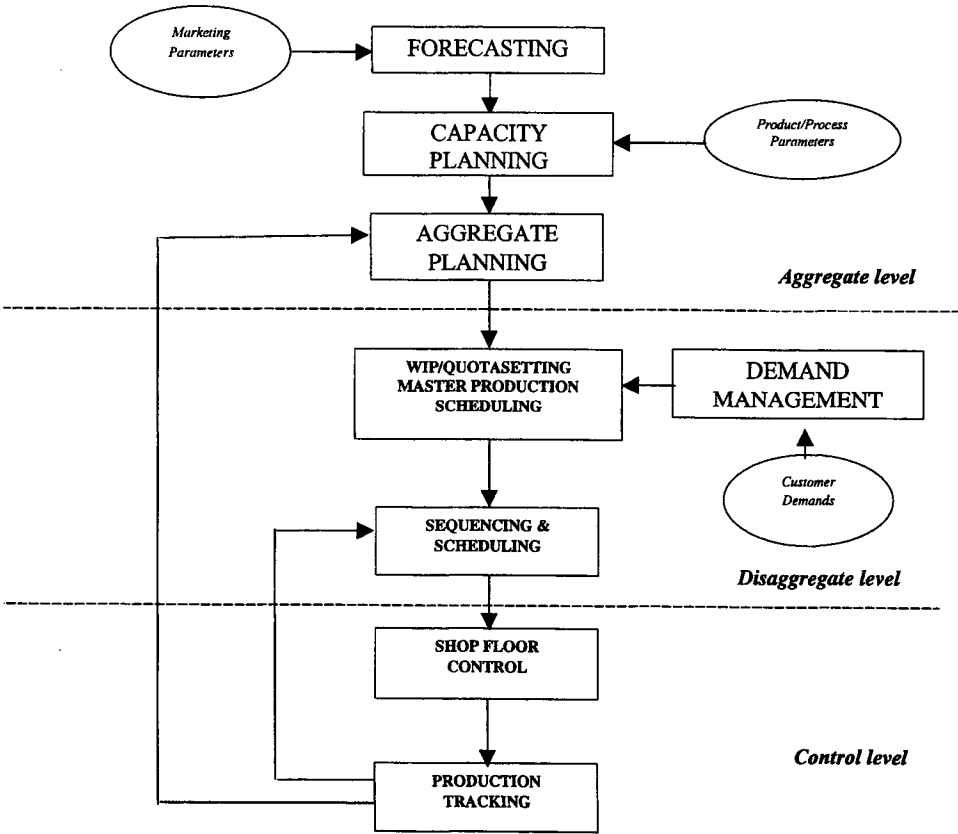 Marketing
Parameters
FORECASTING
CAPACITY
PLANNING
Product/Process
Parameters
AGGREGATE
PLANNING
Aggregate level
WIP/QUOTASETTING
MASTER PRODUCTION
SCHEDULING
DEMAND
MANAGEMENT
Customer
Demands
SEQUENCING &
SCHEDULING
Disaggregate level
SHOP FLOOR
CONTROL
Control level
PRODUCTION
TRACKING